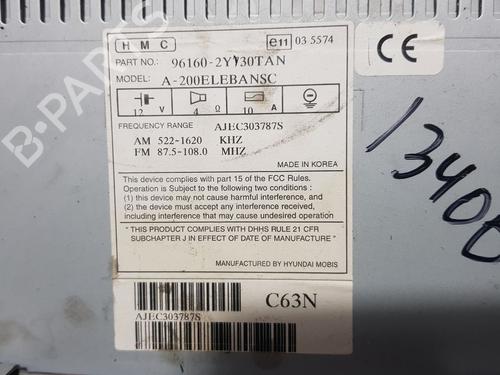 HMC
e11 03 5574
PART NO.: 96160-2Y30TAN
MODEL: A-200ELEBANSC
12 V 4 Ω 10 A
FREQUENCY RANGE AJEC303787S
AM 522-1620 KHZ
FM 87.5-108.0 MHZ
MADE IN KOREA
This device complies with part 15 of the FCC Rules.
Operation is Subject to the following two conditions :
(1) this device may not cause harmful interference, and
(2) the device must accept any interference received,
including interference that may cause undesired operation
" THIS PRODUCT COMPLIES WITH DHHS RULE 21 CFR
SUBCHAPTER J IN EFFECT OF DATE OF MANUFACTURE "
MANUFACTURED BY HYUNDAI MOBIS
C63N
AJEC303787S
CE
B-PARTS